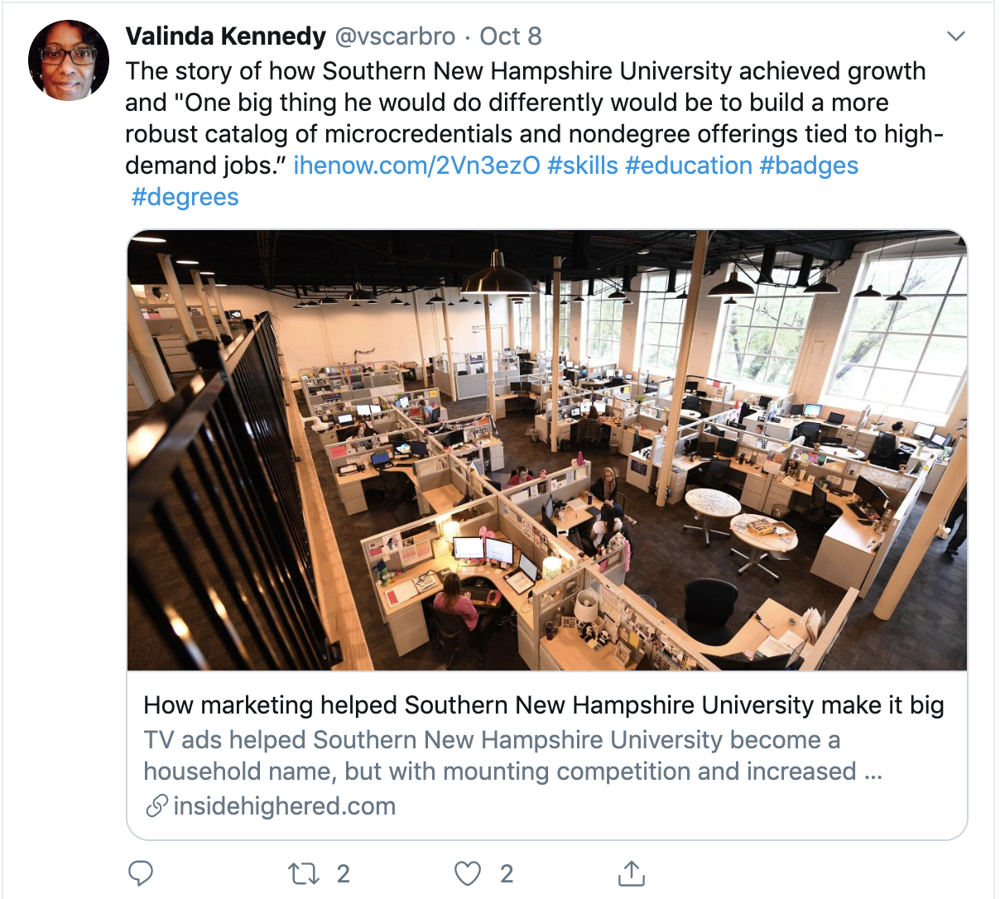 Valinda Kennedy @vscarbro · Oct 8
The story of how Southern New Hampshire University achieved growth
and "One big thing he would do differently would be to build a more
robust catalog of microcredentials and nondegree offerings tied to high-
demand jobs.” ihenow.com/2Vn3ezO #skills #education #badges
#degrees
How marketing helped Southern New Hampshire University make it big
TV ads helped Southern New Hampshire University become a
household name, but with mounting competition and increased ...
insidehighered.com
2 2